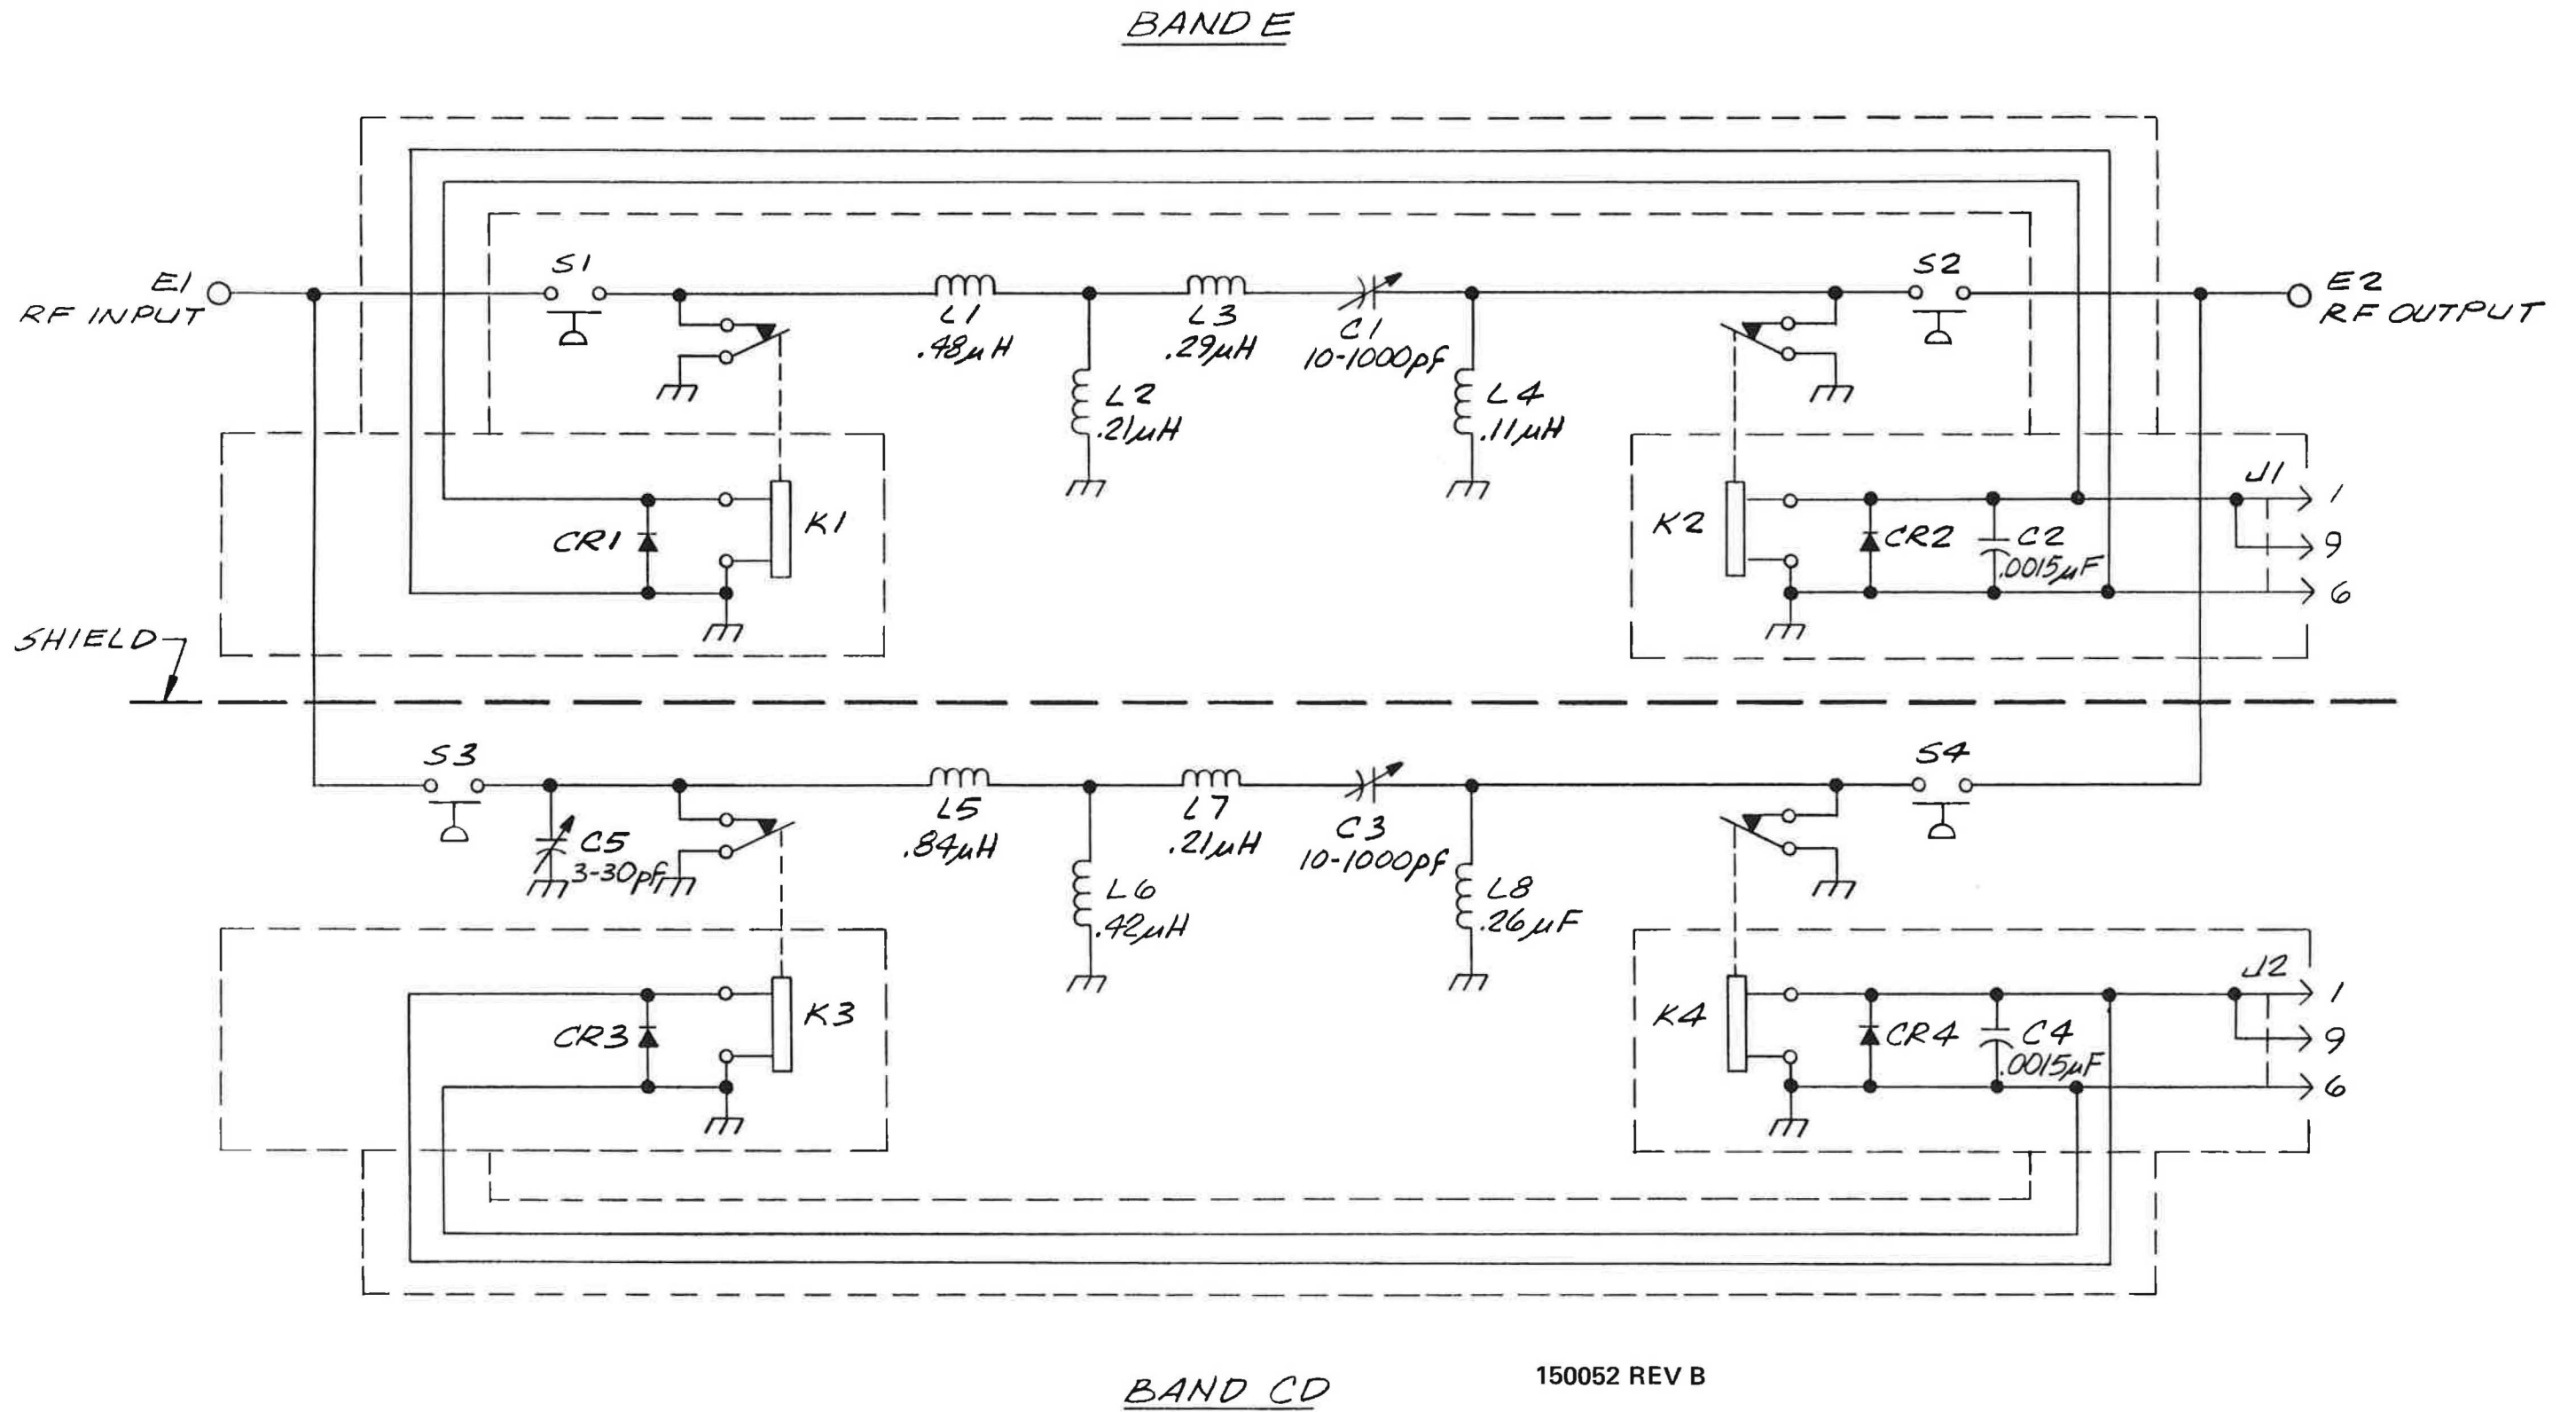 BAND E
S1
S2
E1
RF INPUT
E2
RF OUTPUT
L1
.48µH
L3
.29µH
C1
10-1000pf
L2
.21µH
L4
.11µH
J1
K1
CR1
K2
CR2
C2
.0015µF
1
9
6
SHIELD
S3
S4
C5
3-30pf
L5
.84µH
L7
.21µH
C3
10-1000pf
L6
.42µH
L8
.26µF
J2
K3
CR3
K4
CR4
C4
.0015µF
1
9
6
BAND CD
150052 REV B